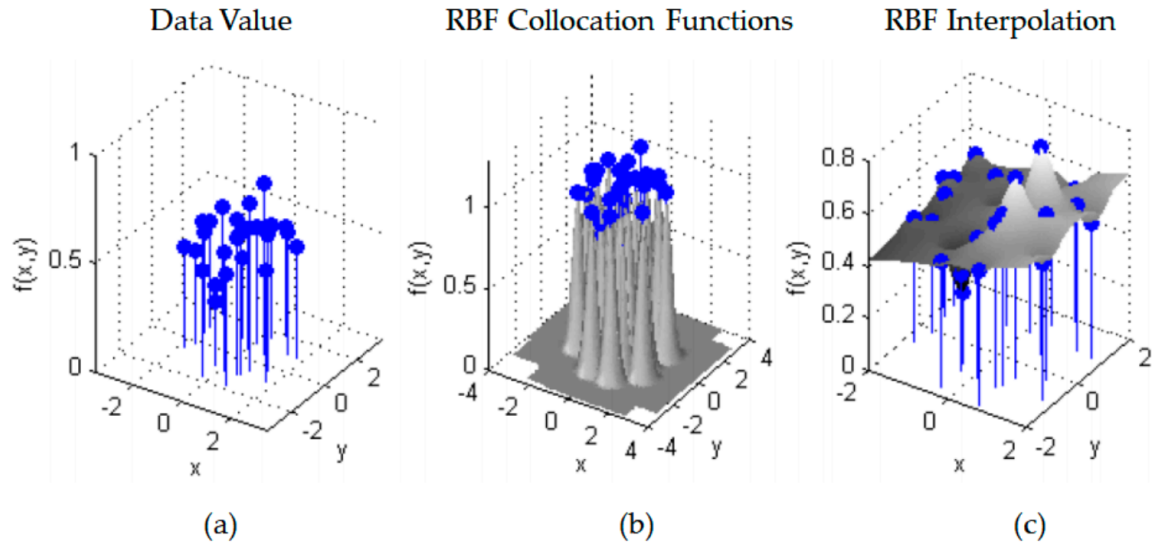 Data Value
RBF Collocation Functions
RBF Interpolation
1
0.5
0
f(x,y)
-2
0
2
x
-2
0
2
y
1
0.5
0
f(x,y)
-4
-2
0
2
4
x
-4
-2
0
2
4
y
0.8
0.6
0.4
0.2
0
f(x,y)
-2
0
2
x
-2
0
2
y
(a)
(b)
(c)